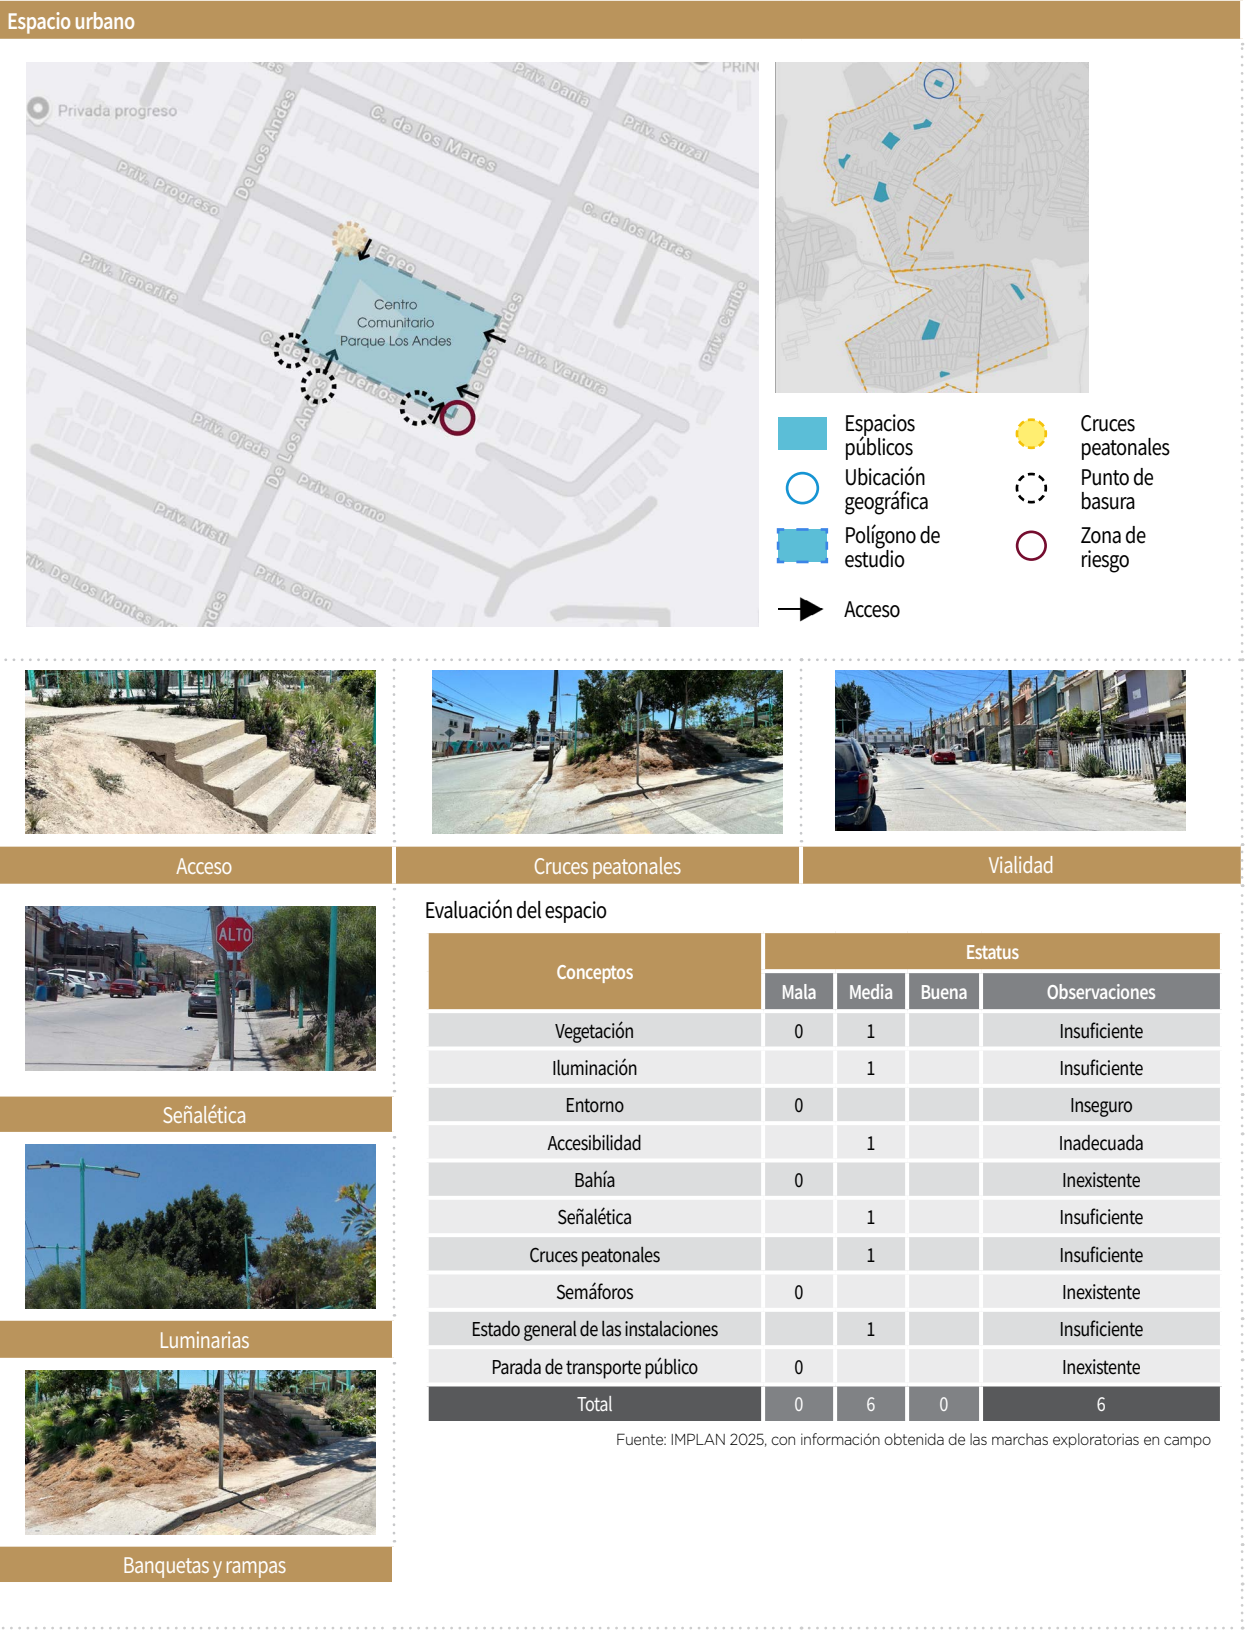 Espacio urbano
Privada progreso
De Los Andes
C. de los Mares
Priv. Dania
Priv. Sauzal
Priv. Progreso
C. de los Mares
Priv. Tenerife
Egeo
Centro
Comunitario
Parque Los Andes
Priv. Caribe
Priv. Ventura
Priv. Ojeda
De Los Andes
Priv. Osorno
Priv. Misti
Priv. Colon
Espacios
públicos
Cruces
peatonales
Ubicación
geográfica
Punto de
basura
Polígono de
estudio
Zona de
riesgo
Acceso
Acceso
Cruces peatonales
Vialidad
ALTO
Señalética
Luminarias
Banquetas y rampas
Evaluación del espacio
Conceptos Estatus
Mala Media Buena Observaciones
Vegetación 0 1 Insuficiente
Iluminación 1 Insuficiente
Entorno 0 Inseguro
Accesibilidad 1 Inadecuada
Bahía 0 Inexistente
Señalética 1 Insuficiente
Cruces peatonales 1 Insuficiente
Semáforos 0 Inexistente
Estado general de las instalaciones 1 Insuficiente
Parada de transporte público 0 Inexistente
Total 0 6 0 6
Fuente: IMPLAN 2025, con información obtenida de las marchas exploratorias en campo